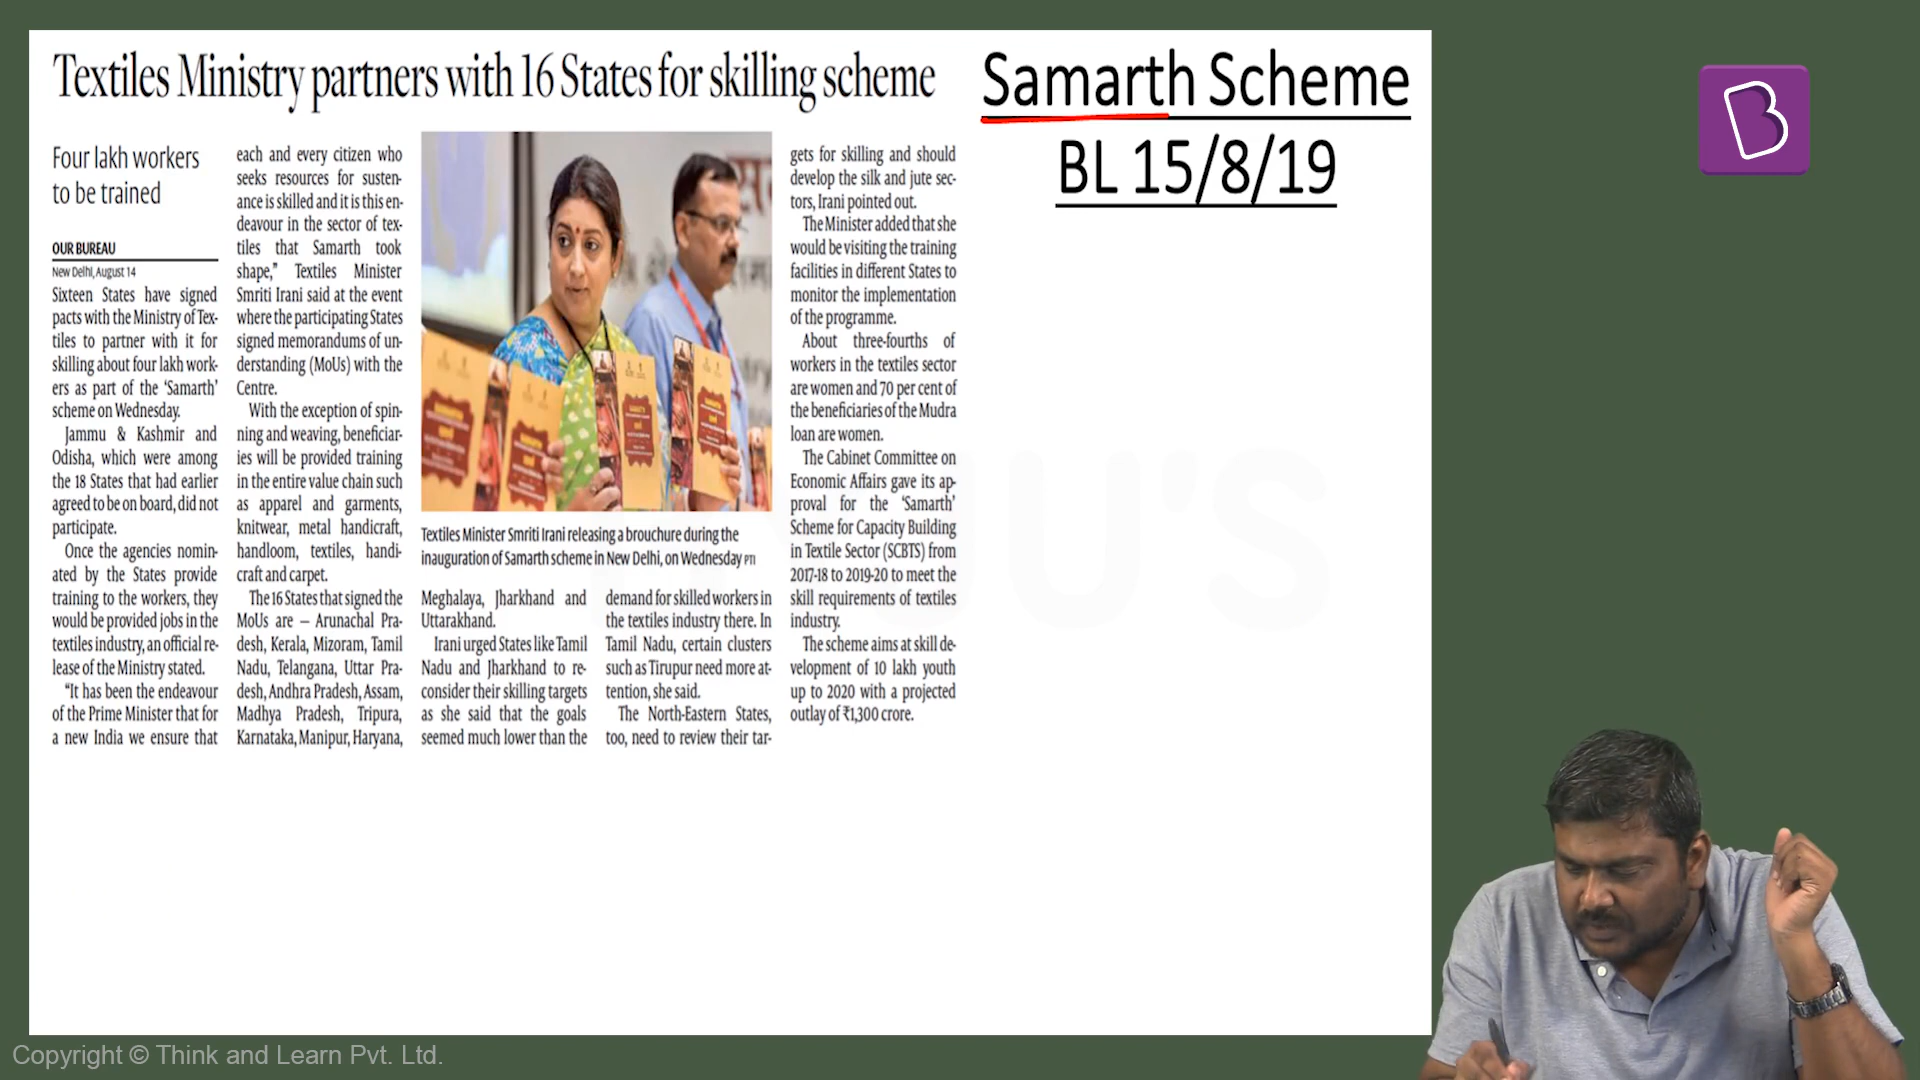 Textiles Ministry partners with 16 States for skilling scheme
Samarth Scheme
BL 15/8/19
Four lakh workers
to be trained
OUR BUREAU
New Delhi, August 14
Sixteen States have signed
pacts with the Ministry of Tex-
tiles to partner with it for
skilling about four lakh work-
ers as part of the ‘Samarth’
scheme on Wednesday.
Jammu & Kashmir and
Odisha, which were among
the 18 States that had earlier
agreed to be on board, did not
participate.
Once the agencies nomin-
ated by the States provide
training to the workers, they
would be provided jobs in the
textiles industry, an official re-
lease of the Ministry stated.
“It has been the endeavour
of the Prime Minister that for
a new India we ensure that
each and every citizen who
seeks resources for susten-
ance is skilled and it is this en-
deavour in the sector of tex-
tiles that Samarth took
shape,” Textiles Minister
Smriti Irani said at the event
where the participating States
signed memorandums of un-
derstanding (MoUs) with the
Centre.
With the exception of spin-
ning and weaving, beneficiar-
ies will be provided training
in the entire value chain such
as apparel and garments,
knitwear, metal handicraft,
handloom, textiles, handi-
craft and carpet.
The 16 States that signed the
MoUs are — Arunachal Pra-
desh, Kerala, Mizoram, Tamil
Nadu, Telangana, Uttar Pra-
desh, Andhra Pradesh, Assam,
Madhya Pradesh, Tripura,
Karnataka, Manipur, Haryana,
Textiles Minister Smriti Irani releasing a brouchure during the
inauguration of Samarth scheme in New Delhi, on Wednesday PTI
Meghalaya, Jharkhand and
Uttarakhand.
Irani urged States like Tamil
Nadu and Jharkhand to re-
consider their skilling targets
as she said that the goals
seemed much lower than the
demand for skilled workers in
the textiles industry there. In
Tamil Nadu, certain clusters
such as Tirupur need more at-
tention, she said.
The North-Eastern States,
too, need to review their tar-
gets for skilling and should
develop the silk and jute sec-
tors, Irani pointed out.
The Minister added that she
would be visiting the training
facilities in different States to
monitor the implementation
of the programme.
About three-fourths of
workers in the textiles sector
are women and 70 per cent of
the beneficiaries of the Mudra
loan are women.
The Cabinet Committee on
Economic Affairs gave its ap-
proval for the ‘Samarth’
Scheme for Capacity Building
in Textile Sector (SCBTS) from
2017-18 to 2019-20 to meet the
skill requirements of textiles
industry.
The scheme aims at skill de-
velopment of 10 lakh youth
up to 2020 with a projected
outlay of ₹1,300 crore.
B
BYJU'S
Copyright © Think and Learn Pvt. Ltd.